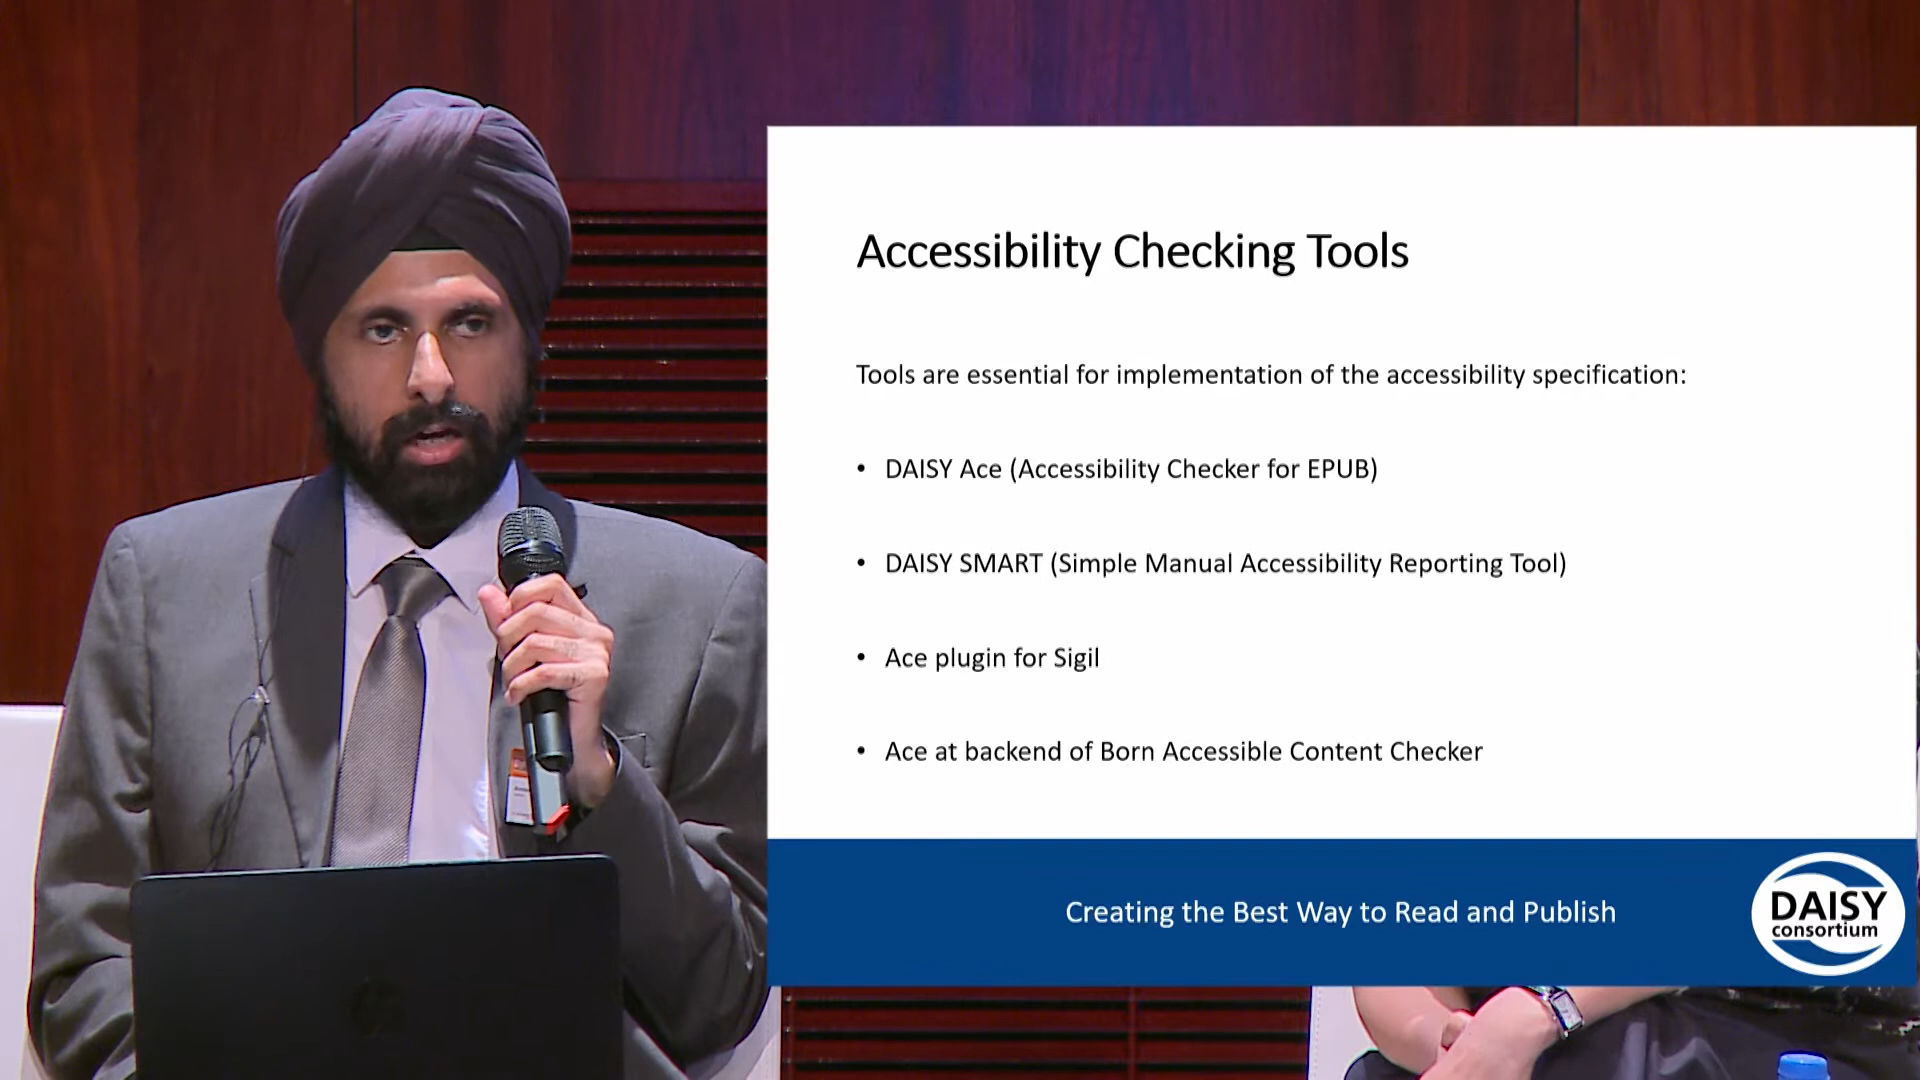 Accessibility Checking Tools
Tools are essential for implementation of the accessibility specification:
• DAISY Ace (Accessibility Checker for EPUB)
• DAISY SMART (Simple Manual Accessibility Reporting Tool)
• Ace plugin for Sigil
• Ace at backend of Born Accessible Content Checker
Creating the Best Way to Read and Publish
DAISY
consortium